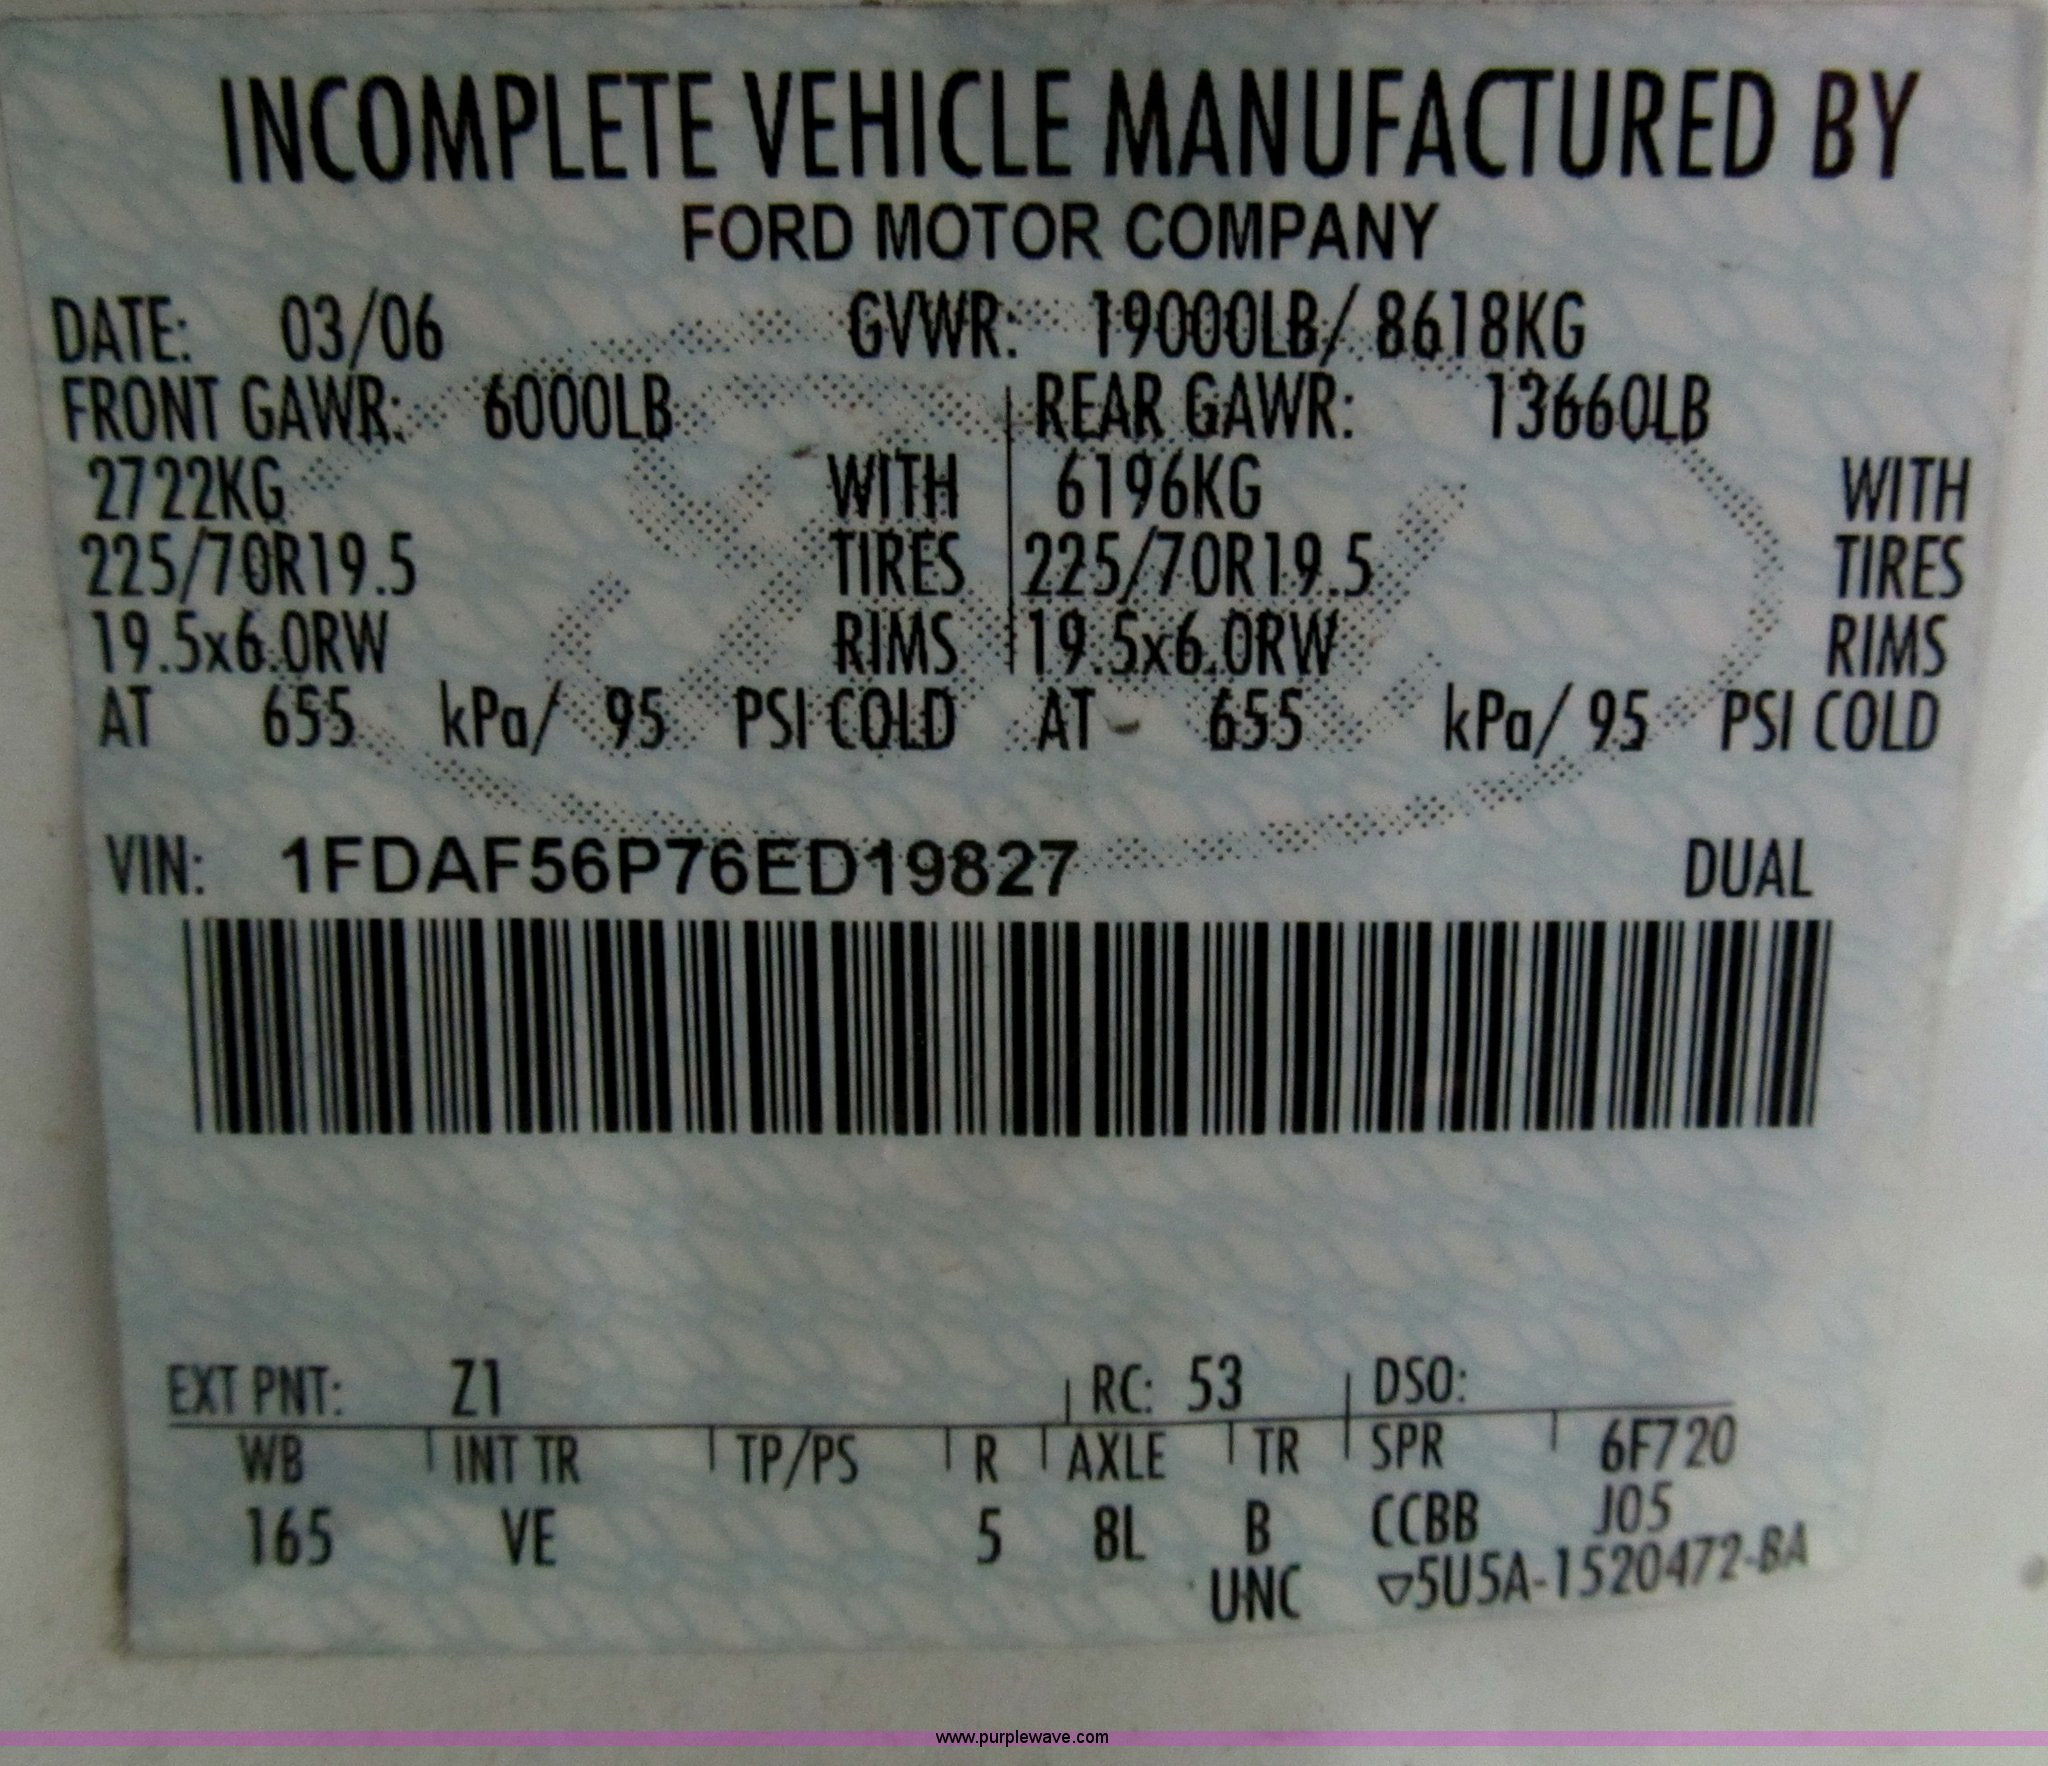 INCOMPLETE VEHICLE MANUFACTURED BY
FORD MOTOR COMPANY
DATE: 03/06 GVWR: 19000LB/ 8618KG
FRONT GAWR: 6000LB REAR GAWR: 13660LB
2722KG WITH 6196KG WITH
225/70R19.5 TIRES 225/70R19.5 TIRES
19.5x6.0RW RIMS 19.5x6.0RW RIMS
AT 655 kPa/ 95 PSI COLD AT 655 kPa/ 95 PSI COLD
VIN: 1FDAF56P76ED19827 DUAL
EXT PNT: Z1 RC: 53 DSO:
WB INT TR TP/PS R AXLE TR SPR 6F720
165 VE 5 8L B CCBB J05
UNC ▽5U5A-1520472-BA
www.purplewave.com